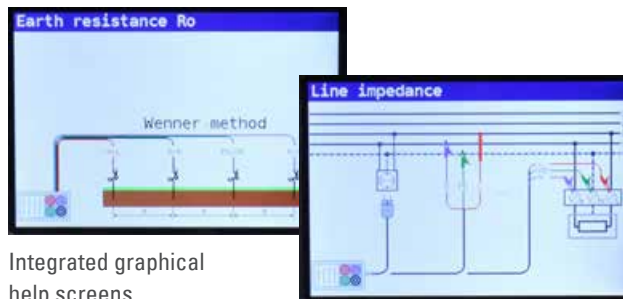 Earth resistance Ro
Wenner method
Line impedance
Integrated graphical
help screens